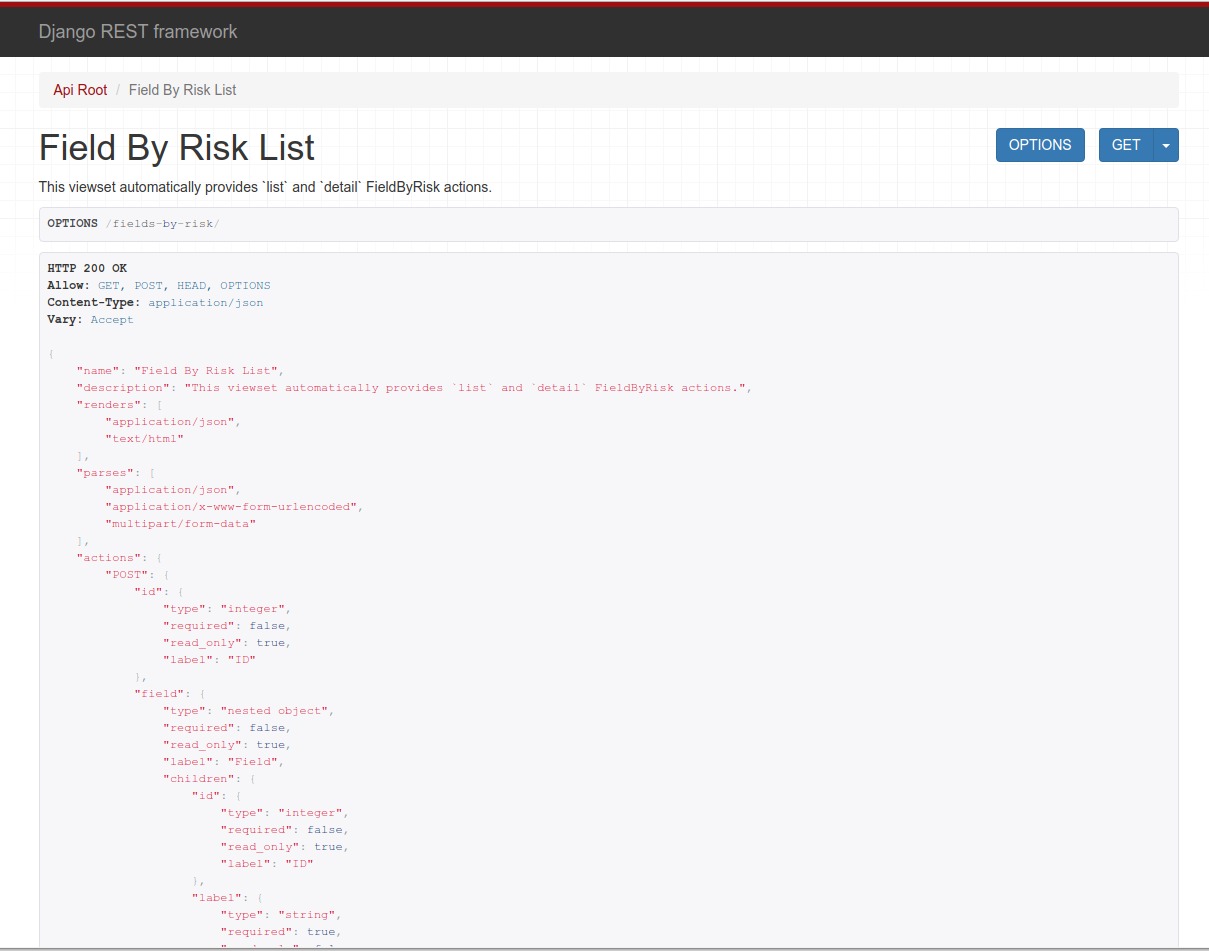 Django REST framework
Api Root / Field By Risk List
Field By Risk List
OPTIONS
GET
This viewset automatically provides `list` and `detail` FieldByRisk actions.
OPTIONS /fields-by-risk/
HTTP 200 OK
Allow: GET, POST, HEAD, OPTIONS
Content-Type: application/json
Vary: Accept
{
    "name": "Field By Risk List",
    "description": "This viewset automatically provides `list` and `detail` FieldByRisk actions.",
    "renders": [
        "application/json",
        "text/html"
    ],
    "parses": [
        "application/json",
        "application/x-www-form-urlencoded",
        "multipart/form-data"
    ],
    "actions": {
        "POST": {
            "id": {
                "type": "integer",
                "required": false,
                "read_only": true,
                "label": "ID"
            },
            "field": {
                "type": "nested object",
                "required": false,
                "read_only": true,
                "label": "Field",
                "children": {
                    "id": {
                        "type": "integer",
                        "required": false,
                        "read_only": true,
                        "label": "ID"
                    },
                    "label": {
                        "type": "string",
                        "required": true,